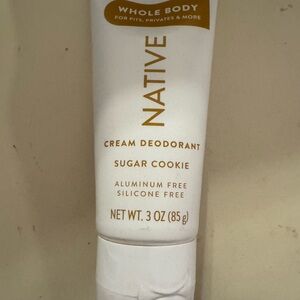 WHOLE BODY
FOR PITS, PRIVATES & MORE
NATIVE
CREAM DEODORANT
SUGAR COOKIE
ALUMINUM FREE
SILICONE FREE
NET WT. 3 OZ (85 g)